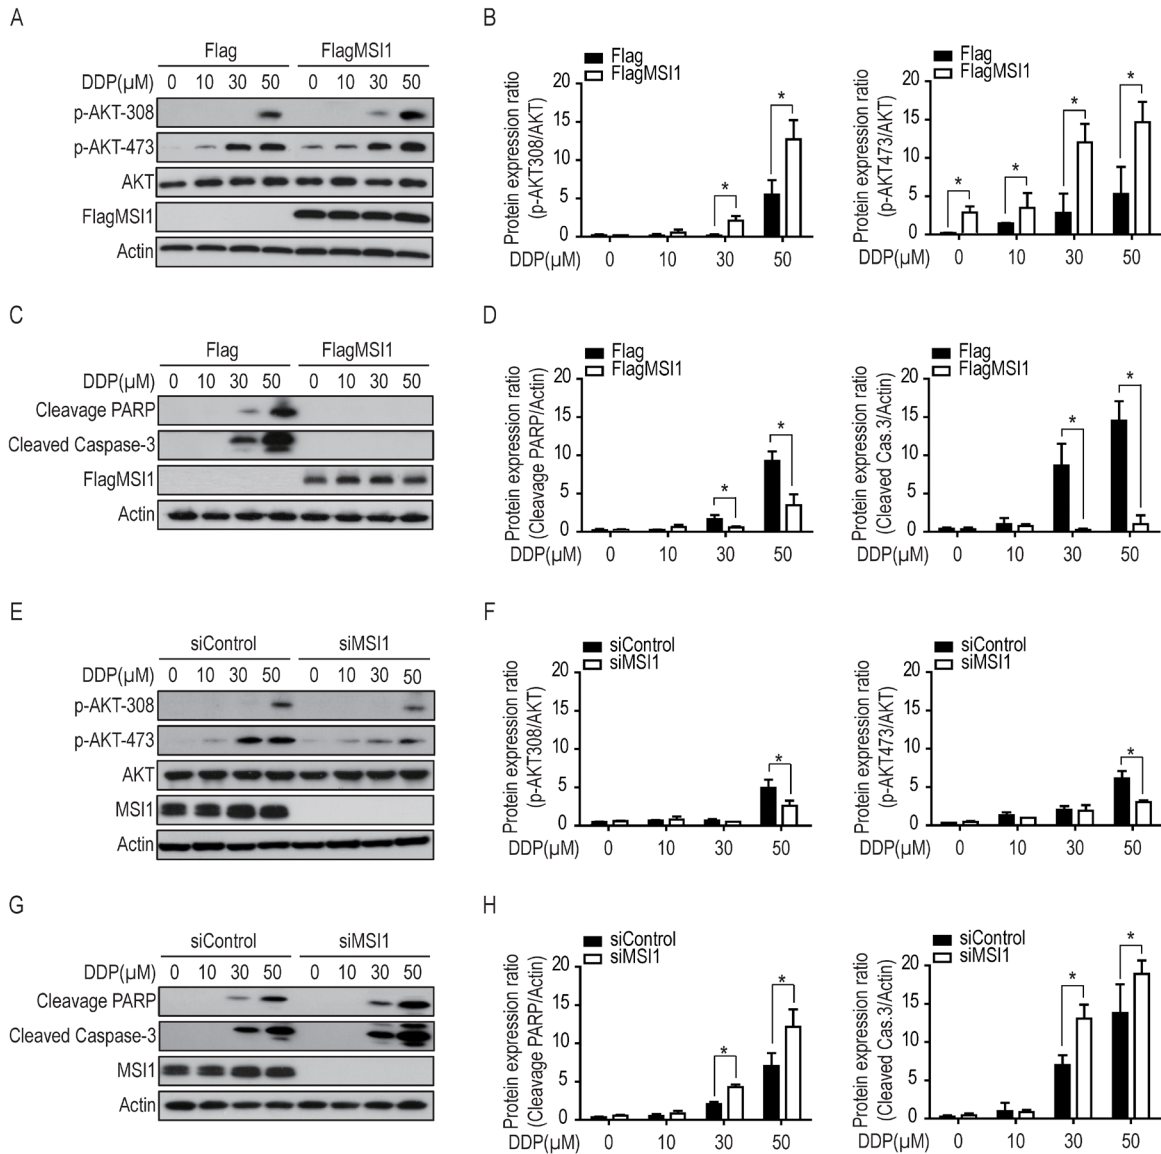 A
Flag FlagMSI1
DDP(µM) 0 10 30 50 0 10 30 50
p-AKT-308
p-AKT-473
AKT
FlagMSI1
Actin
B
Flag
FlagMSI1
Protein expression ratio
(p-AKT308/AKT)
20
15
10
5
0
* *
DDP(µM) 0 10 30 50
Flag
FlagMSI1
Protein expression ratio
(p-AKT473/AKT)
20
15
10
5
0
* * * *
DDP(µM) 0 10 30 50
C
Flag FlagMSI1
DDP(µM) 0 10 30 50 0 10 30 50
Cleavage PARP
Cleaved Caspase-3
FlagMSI1
Actin
D
Flag
FlagMSI1
Protein expression ratio
(Cleavage PARP/Actin)
20
15
10
5
0
* *
DDP(µM) 0 10 30 50
Flag
FlagMSI1
Protein expression ratio
(Cleaved Cas.3/Actin)
20
15
10
5
0
* *
DDP(µM) 0 10 30 50
E
siControl siMSI1
DDP(µM) 0 10 30 50 0 10 30 50
p-AKT-308
p-AKT-473
AKT
MSI1
Actin
F
siControl
siMSI1
Protein expression ratio
(p-AKT308/AKT)
20
15
10
5
0
*
DDP(µM) 0 10 30 50
siControl
siMSI1
Protein expression ratio
(p-AKT473/AKT)
20
15
10
5
0
*
DDP(µM) 0 10 30 50
G
siControl siMSI1
DDP(µM) 0 10 30 50 0 10 30 50
Cleavage PARP
Cleaved Caspase-3
MSI1
Actin
H
siControl
siMSI1
Protein expression ratio
(Cleavage PARP/Actin)
20
15
10
5
0
* *
DDP(µM) 0 10 30 50
siControl
siMSI1
Protein expression ratio
(Cleaved Cas.3/Actin)
20
15
10
5
0
* *
DDP(µM) 0 10 30 50